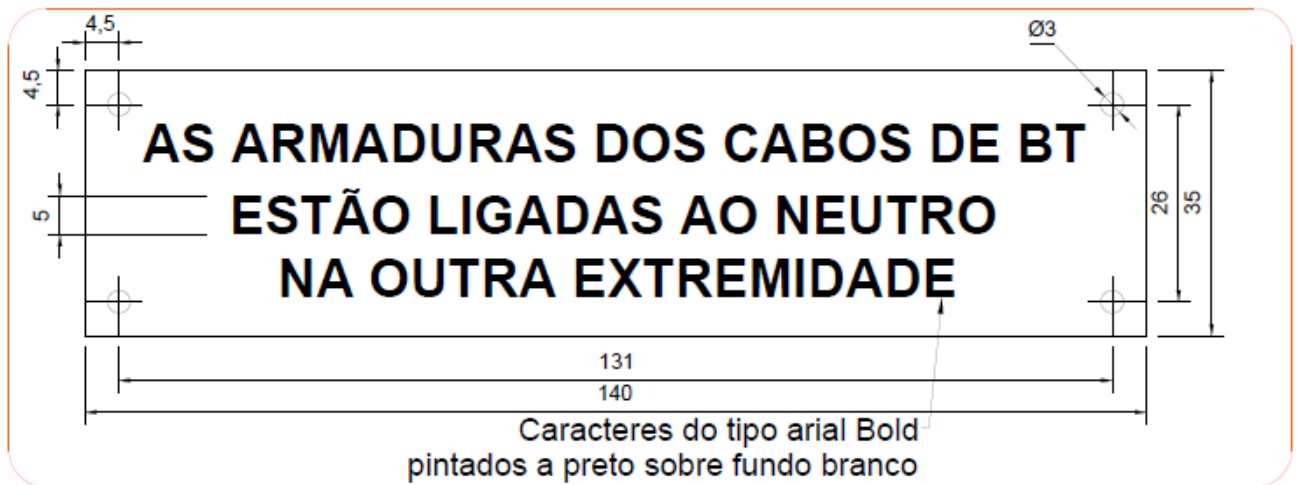 4,5
Ø3
4,5
AS ARMADURAS DOS CABOS DE BT
ESTÃO LIGADAS AO NEUTRO
NA OUTRA EXTREMIDADE
5
26
35
131
140
Caracteres do tipo arial Bold
pintados a preto sobre fundo branco